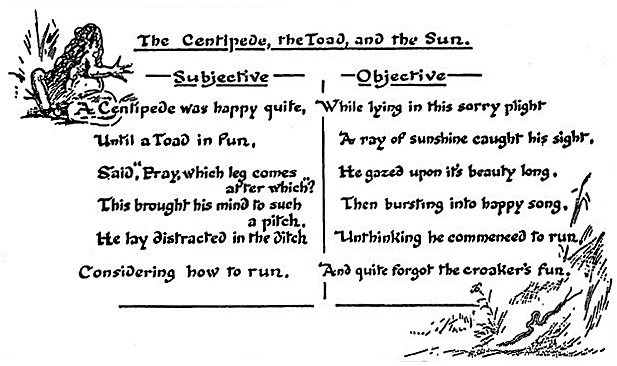 The Centipede, the Toad, and the Sun.
Subjective
A Centipede was happy quite,
Until a Toad in fun,
Said, "Pray, which leg comes
after which?"
This brought his mind to such
a pitch.
He lay distracted in the ditch
Considering how to run.
Objective
While lying in this sorry plight
A ray of sunshine caught his sight.
He gazed upon it's beauty long,
Then bursting into happy song,
Unthinking he commenced to run,
And quite forgot the croaker's fun.